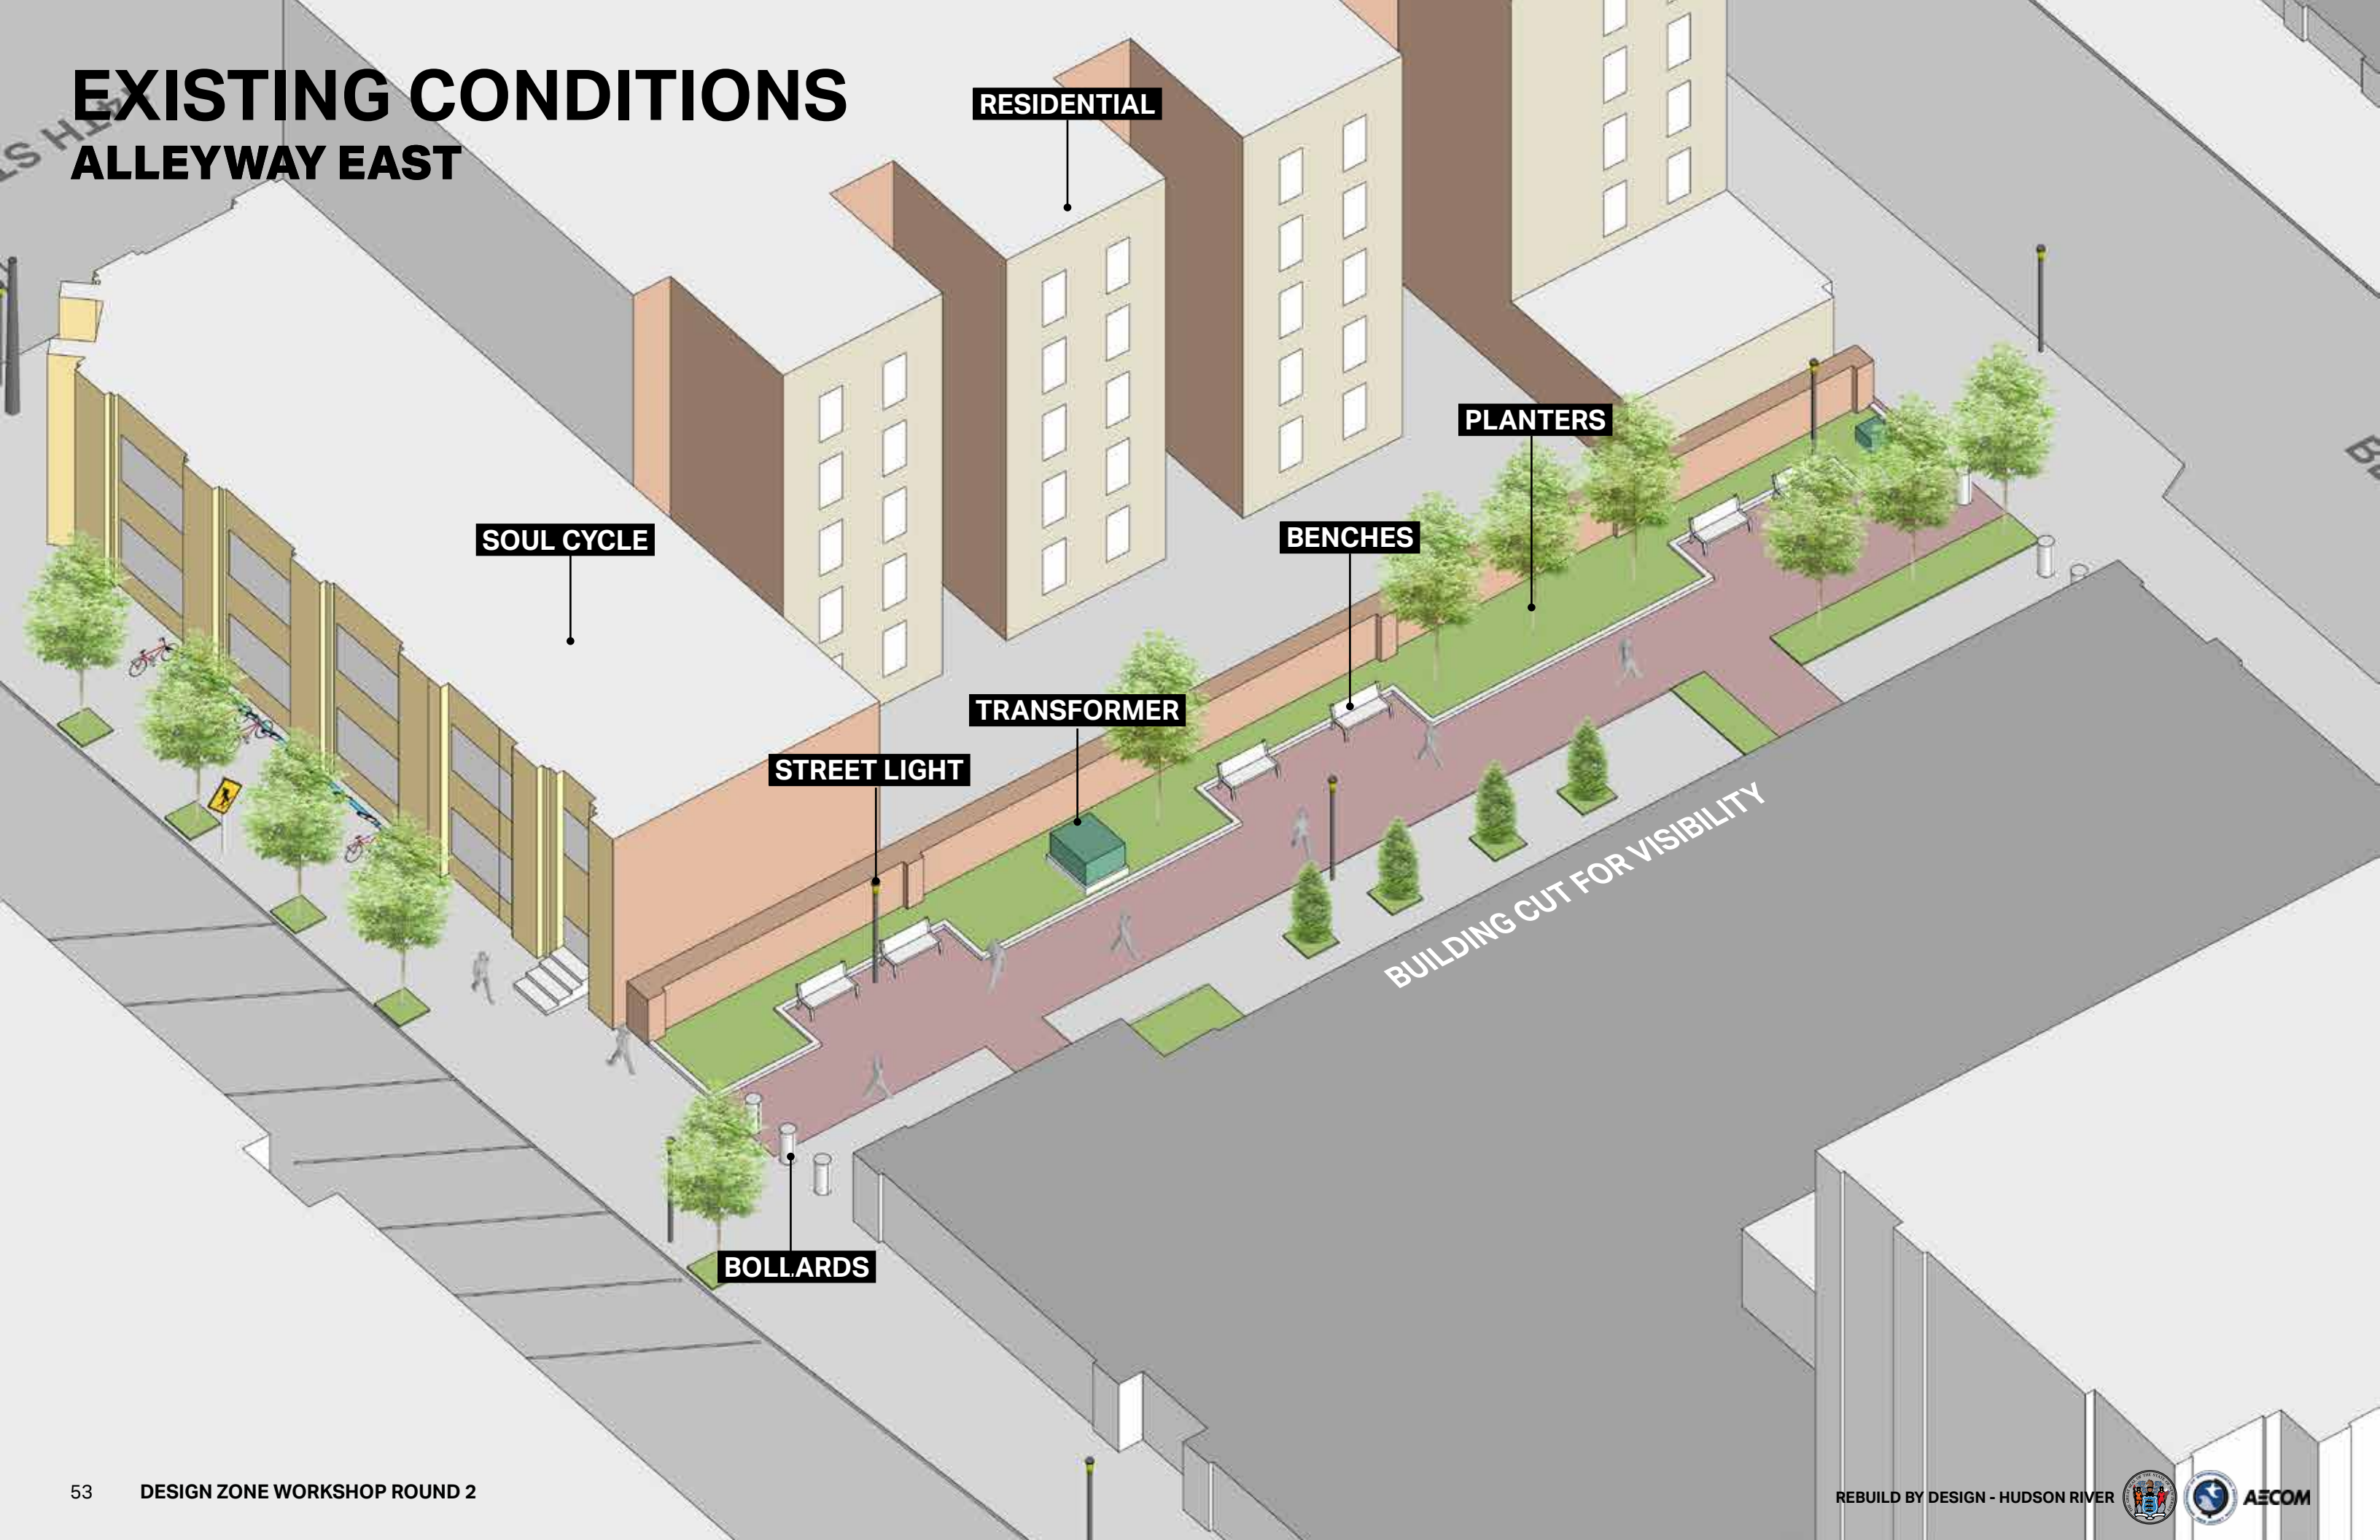 EXISTING CONDITIONS
ALLEYWAY EAST
RESIDENTIAL
PLANTERS
SOUL CYCLE
BENCHES
TRANSFORMER
STREET LIGHT
BUILDING CUT FOR VISIBILITY
BOLLARDS
53 DESIGN ZONE WORKSHOP ROUND 2
REBUILD BY DESIGN - HUDSON RIVER
AECOM